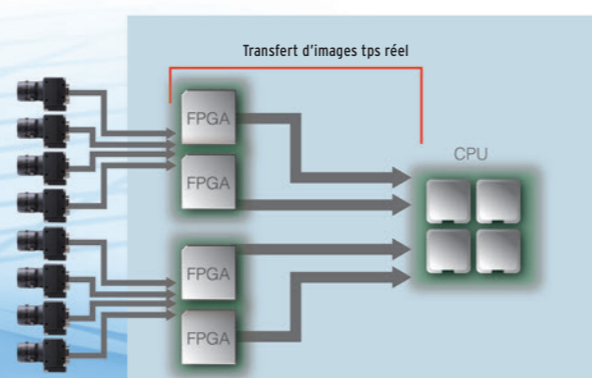 Transfert d'images tps réel
FPGA
CPU
FPGA
FPGA
FPGA